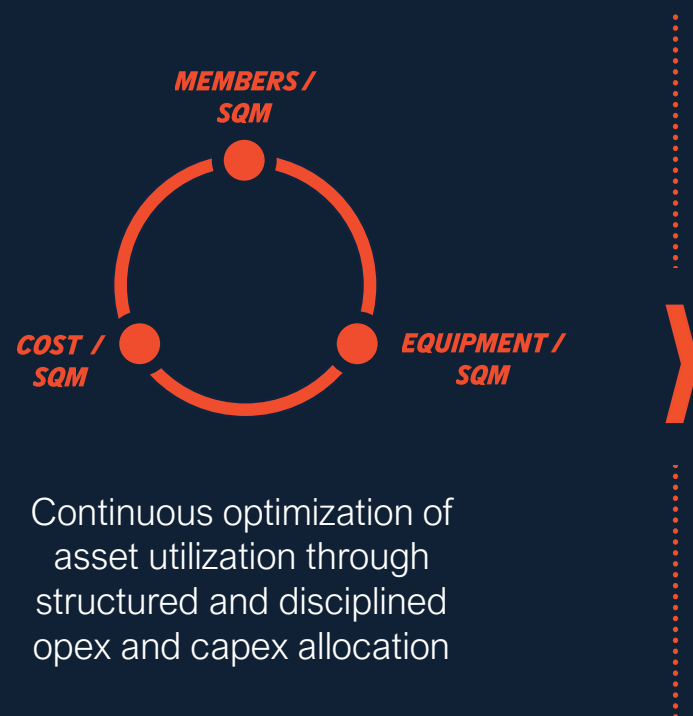 MEMBERS /
SQM
COST /
SQM
EQUIPMENT /
SQM
Continuous optimization of
asset utilization through
structured and disciplined
opex and capex allocation